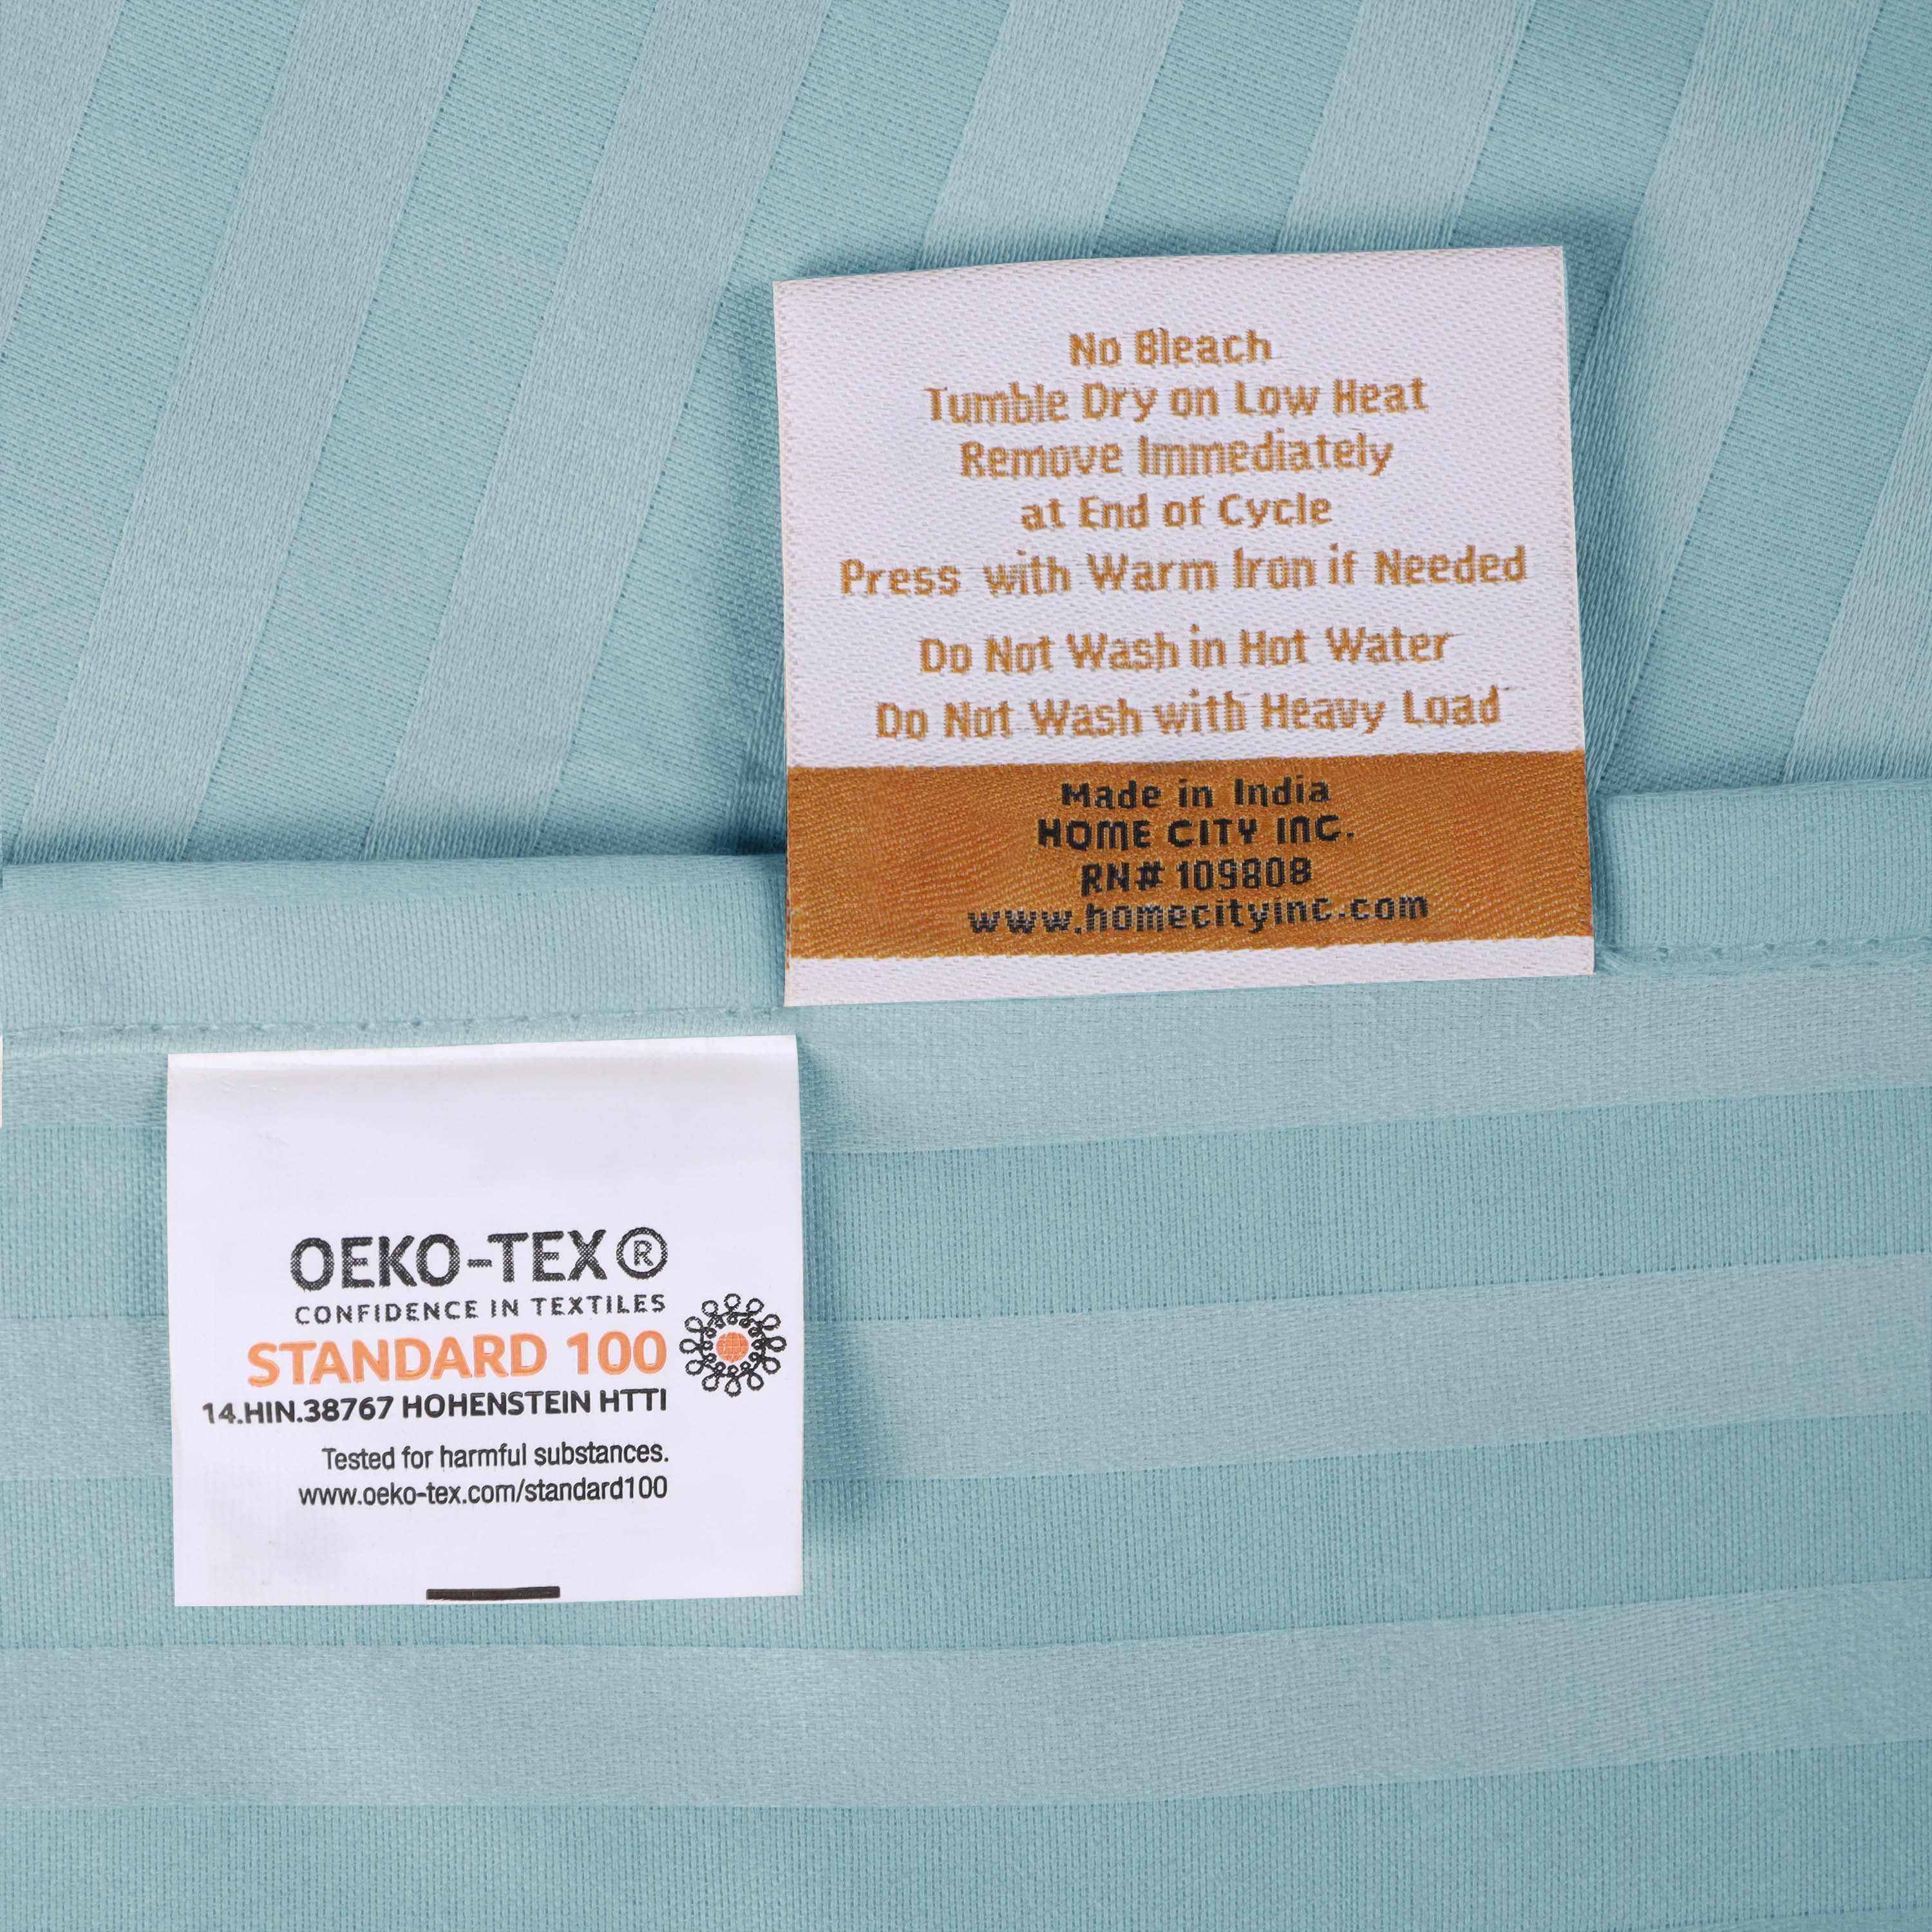 No Bleach
Tumble Dry on Low Heat
Remove Immediately
at End of Cycle
Press with Warm Iron if Needed
Do Not Wash in Hot Water
Do Not Wash with Heavy Load
Made in India
HOME CITY INC.
RN# 109808
www.homecityinc.com
OEKO-TEX®
CONFIDENCE IN TEXTILES
STANDARD 100
14.HIN.38767 HOHENSTEIN HTTI
Tested for harmful substances.
www.oeko-tex.com/standard100